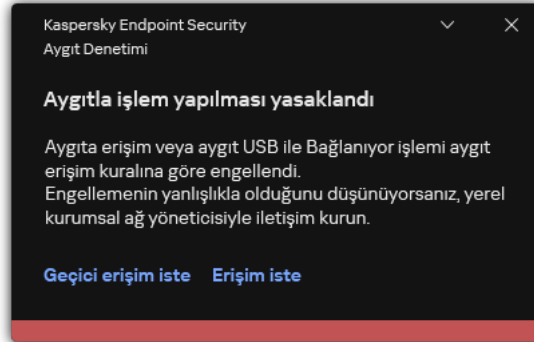 Kaspersky Endpoint Security
Aygıt Denetimi
Aygıtla işlem yapılması yasaklandı
Aygıta erişim veya aygıt USB ile Bağlanıyor işlemi aygıt
erişim kuralına göre engellendi.
Engellemenin yanlışlıkla olduğunu düşünüyorsanız, yerel
kurumsal ağ yöneticisiyle iletişim kurun.
Geçici erişim iste Erişim iste